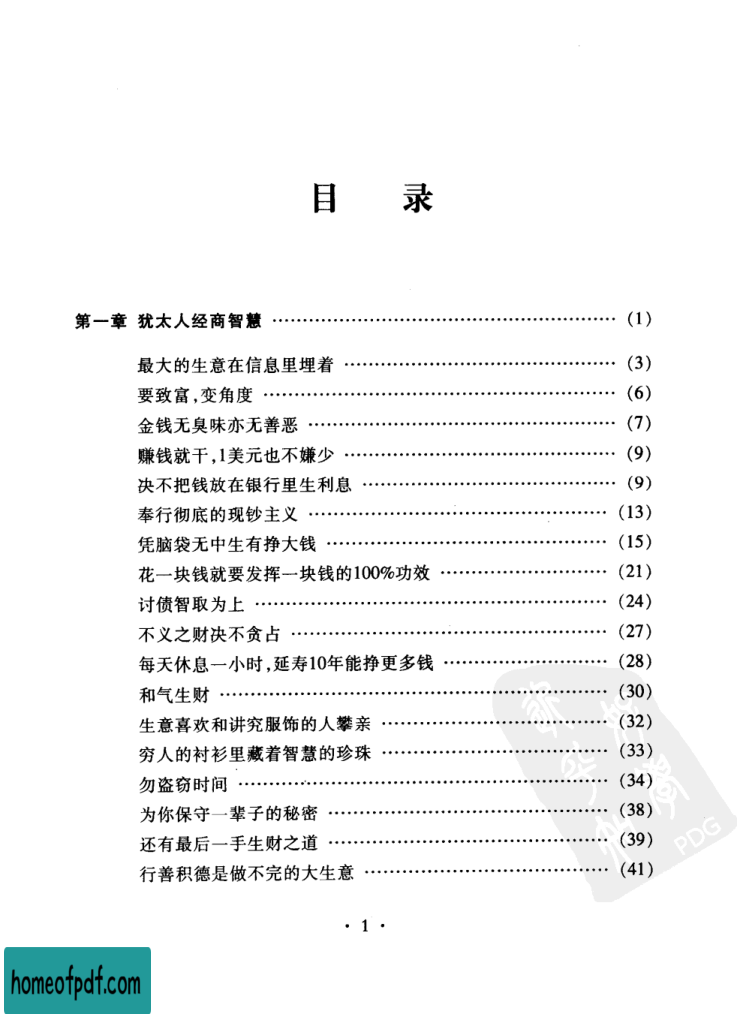 目 录
第一章 犹太人经商智慧 …………………………………………… (1)
最大的生意在信息里埋着 ………………………………… (3)
要致富,变角度 …………………………………………… (6)
金钱无臭味亦无善恶 ……………………………………… (7)
赚钱就干,1美元也不嫌少 ………………………………… (9)
决不把钱放在银行里生利息 ……………………………… (9)
奉行彻底的现钞主义 ……………………………………… (13)
凭脑袋无中生有挣大钱 …………………………………… (15)
花一块钱就要发挥一块钱的100%功效 …………………… (21)
讨债智取为上 ……………………………………………… (24)
不义之财决不贪占 ………………………………………… (27)
每天休息一小时,延寿10年能挣更多钱 …………………… (28)
和气生财 …………………………………………………… (30)
生意喜欢和讲究服饰的人攀亲 …………………………… (32)
穷人的衬衫里藏着智慧的珍珠 …………………………… (33)
勿盗窃时间 ………………………………………………… (34)
为你保守一辈子的秘密 …………………………………… (38)
还有最后一手生财之道 …………………………………… (39)
行善积德是做不完的大生意 ……………………………… (41)
PDG
· 1 ·
homeofpdf.com